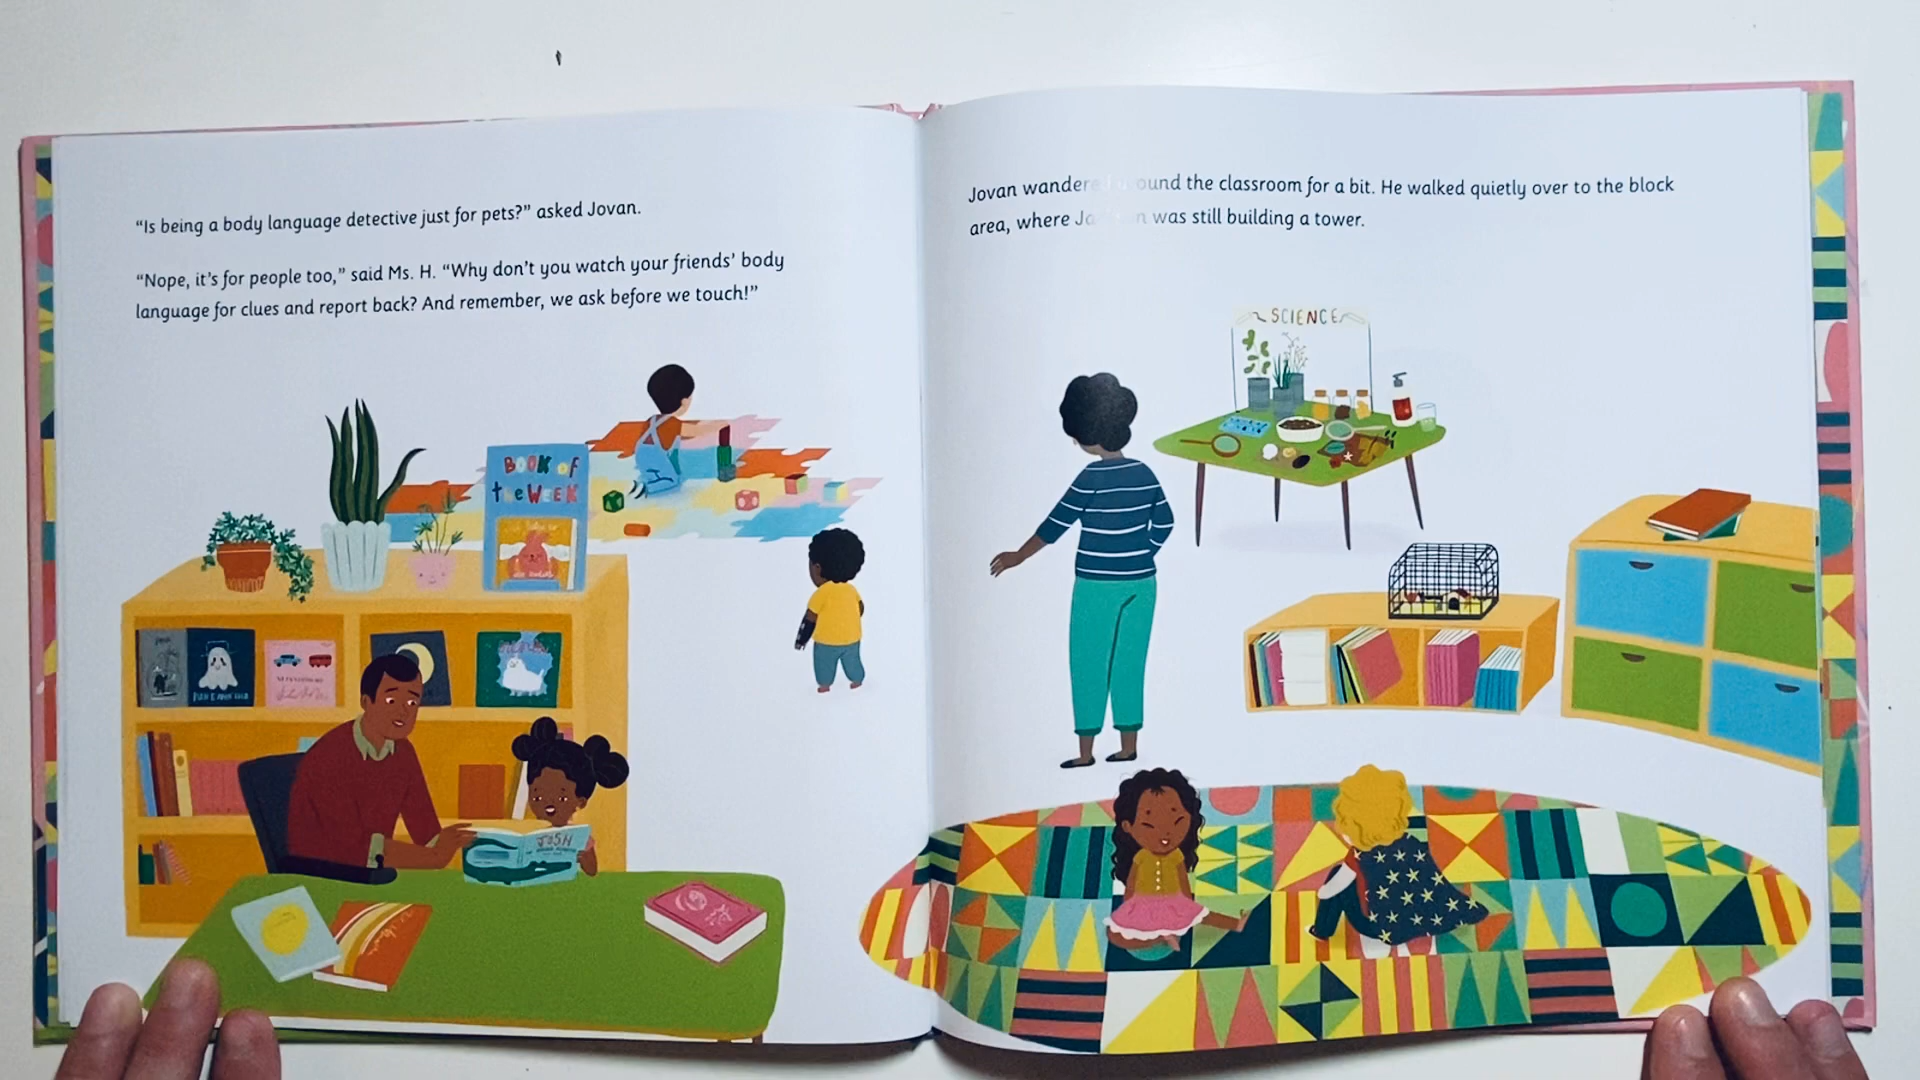 “Is being a body language detective just for pets?” asked Jovan.
“Nope, it’s for people too,” said Ms. H. “Why don’t you watch your friends’ body
language for clues and report back? And remember, we ask before we touch!”
BOOK of
the WEEK
JOSH
Jovan wandere ound the classroom for a bit. He walked quietly over to the block
area, where Ja n was still building a tower.
SCIENCE